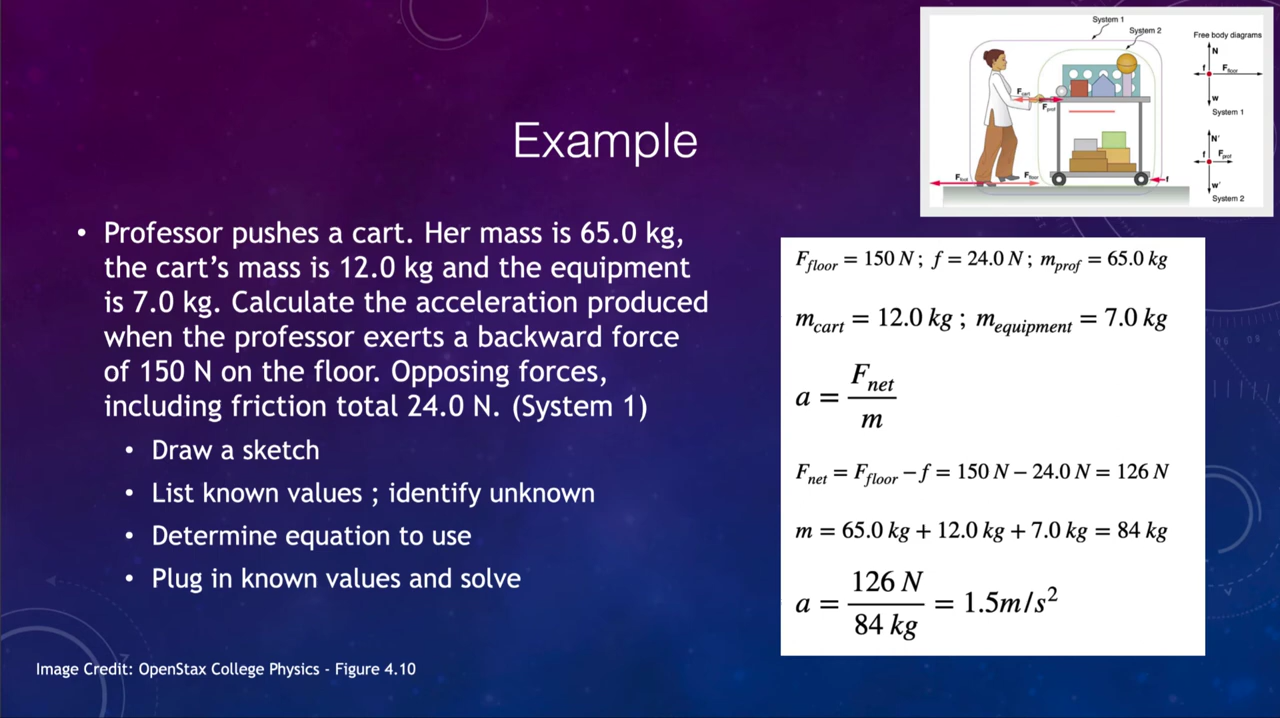 Example
• Professor pushes a cart. Her mass is 65.0 kg,
the cart’s mass is 12.0 kg and the equipment
is 7.0 kg. Calculate the acceleration produced
when the professor exerts a backward force
of 150 N on the floor. Opposing forces,
including friction total 24.0 N. (System 1)
• Draw a sketch
• List known values ; identify unknown
• Determine equation to use
• Plug in known values and solve
Image Credit: OpenStax College Physics - Figure 4.10
System 1
System 2
Free body diagrams
N
f
F_floor
w
System 1
N'
f
F_prof
w'
System 2
F_cart
F_prof
F_foot
F_floor
f
F_floor = 150 N ; f = 24.0 N ; m_prof = 65.0 kg
m_cart = 12.0 kg ; m_equipment = 7.0 kg
a = F_net / m
F_net = F_floor − f = 150 N − 24.0 N = 126 N
m = 65.0 kg + 12.0 kg + 7.0 kg = 84 kg
a = 126 N / 84 kg = 1.5m/s²